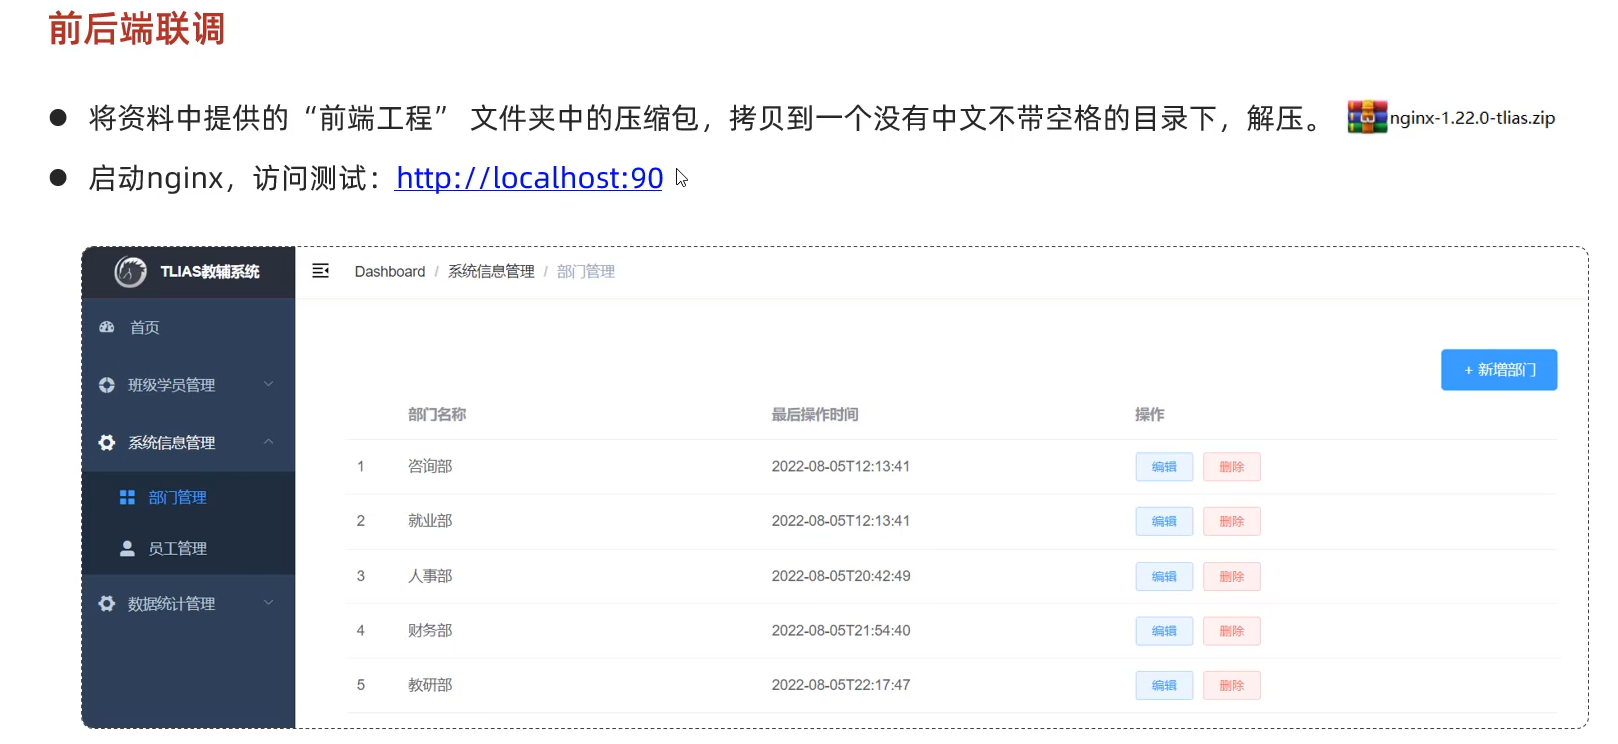 前后端联调
● 将资料中提供的“前端工程” 文件夹中的压缩包，拷贝到一个没有中文不带空格的目录下，解压。 nginx-1.22.0-tlias.zip
● 启动nginx，访问测试：http://localhost:90
TLIAS教辅系统
Dashboard / 系统信息管理 / 部门管理
首页
班级学员管理
系统信息管理
部门管理
员工管理
数据统计管理
+ 新增部门
部门名称 最后操作时间 操作
1 咨询部 2022-08-05T12:13:41 编辑 删除
2 就业部 2022-08-05T12:13:41 编辑 删除
3 人事部 2022-08-05T20:42:49 编辑 删除
4 财务部 2022-08-05T21:54:40 编辑 删除
5 教研部 2022-08-05T22:17:47 编辑 删除